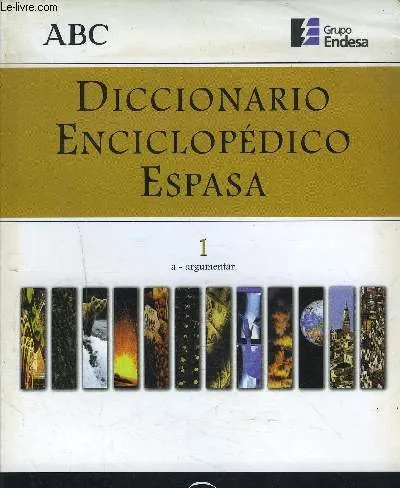 Le-livre.com
ABC
Grupo
Endesa
DICCIONARIO
ENCICLOPÉDICO
ESPASA
1
a - argumentar